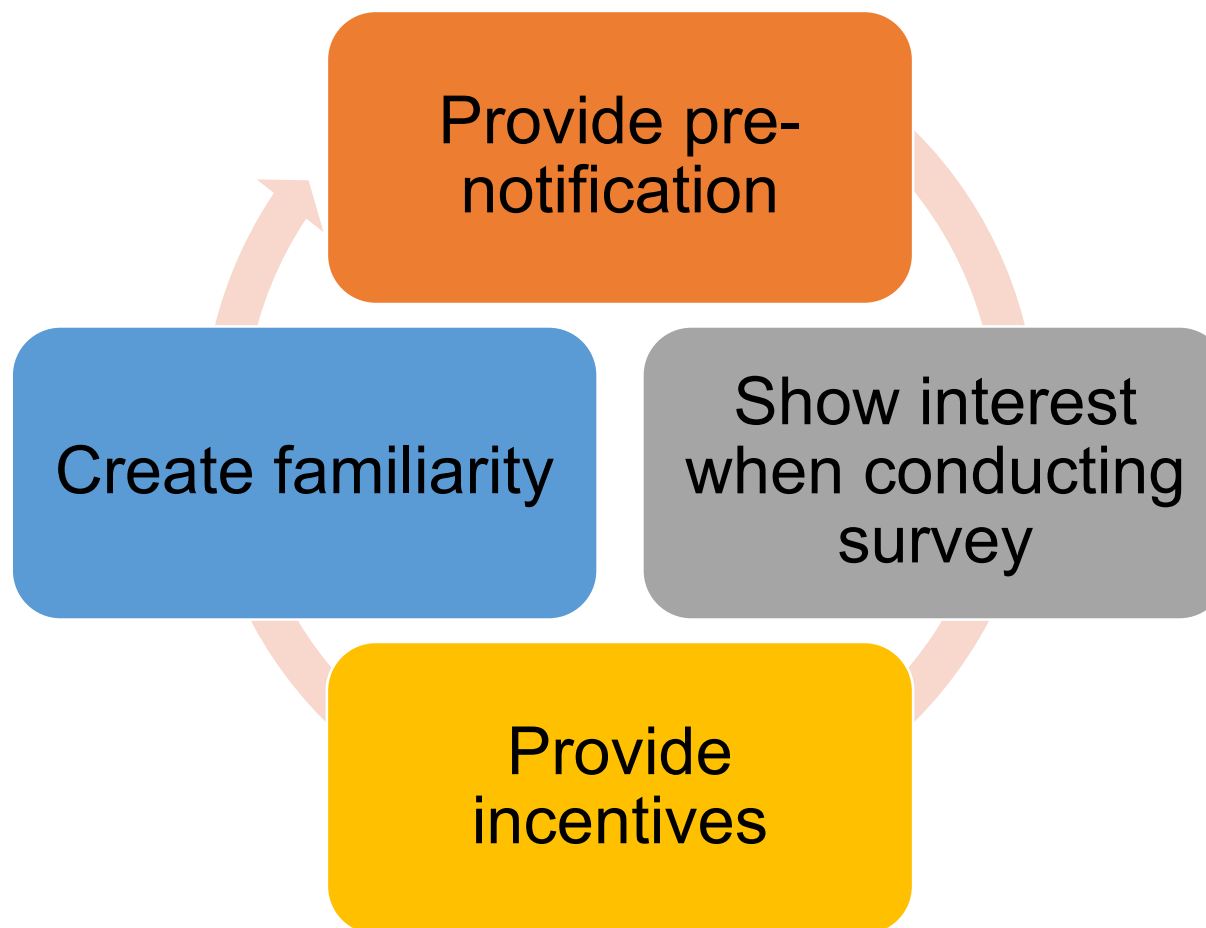 Provide pre-
notification
Show interest
when conducting
survey
Provide
incentives
Create familiarity